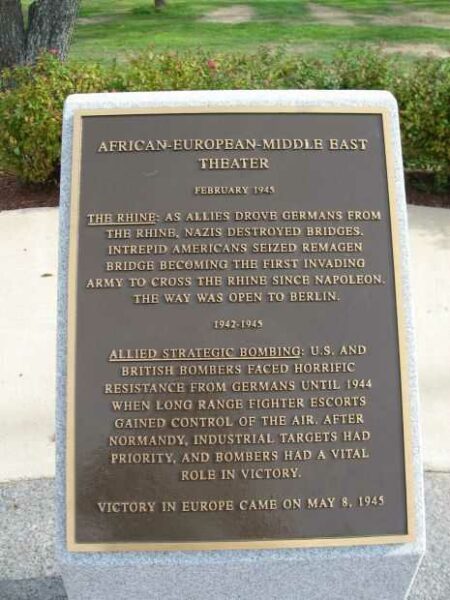 AFRICAN-EUROPEAN-MIDDLE EAST
THEATER
FEBRUARY 1945
THE RHINE: AS ALLIES DROVE GERMANS FROM
THE RHINE, NAZIS DESTROYED BRIDGES.
INTREPID AMERICANS SEIZED REMAGEN
BRIDGE BECOMING THE FIRST INVADING
ARMY TO CROSS THE RHINE SINCE NAPOLEON.
THE WAY WAS OPEN TO BERLIN.
1942-1945
ALLIED STRATEGIC BOMBING: U.S. AND
BRITISH BOMBERS FACED HORRIFIC
RESISTANCE FROM GERMANS UNTIL 1944
WHEN LONG RANGE FIGHTER ESCORTS
GAINED CONTROL OF THE AIR. AFTER
NORMANDY, INDUSTRIAL TARGETS HAD
PRIORITY, AND BOMBERS HAD A VITAL
ROLE IN VICTORY.
VICTORY IN EUROPE CAME ON MAY 8, 1945